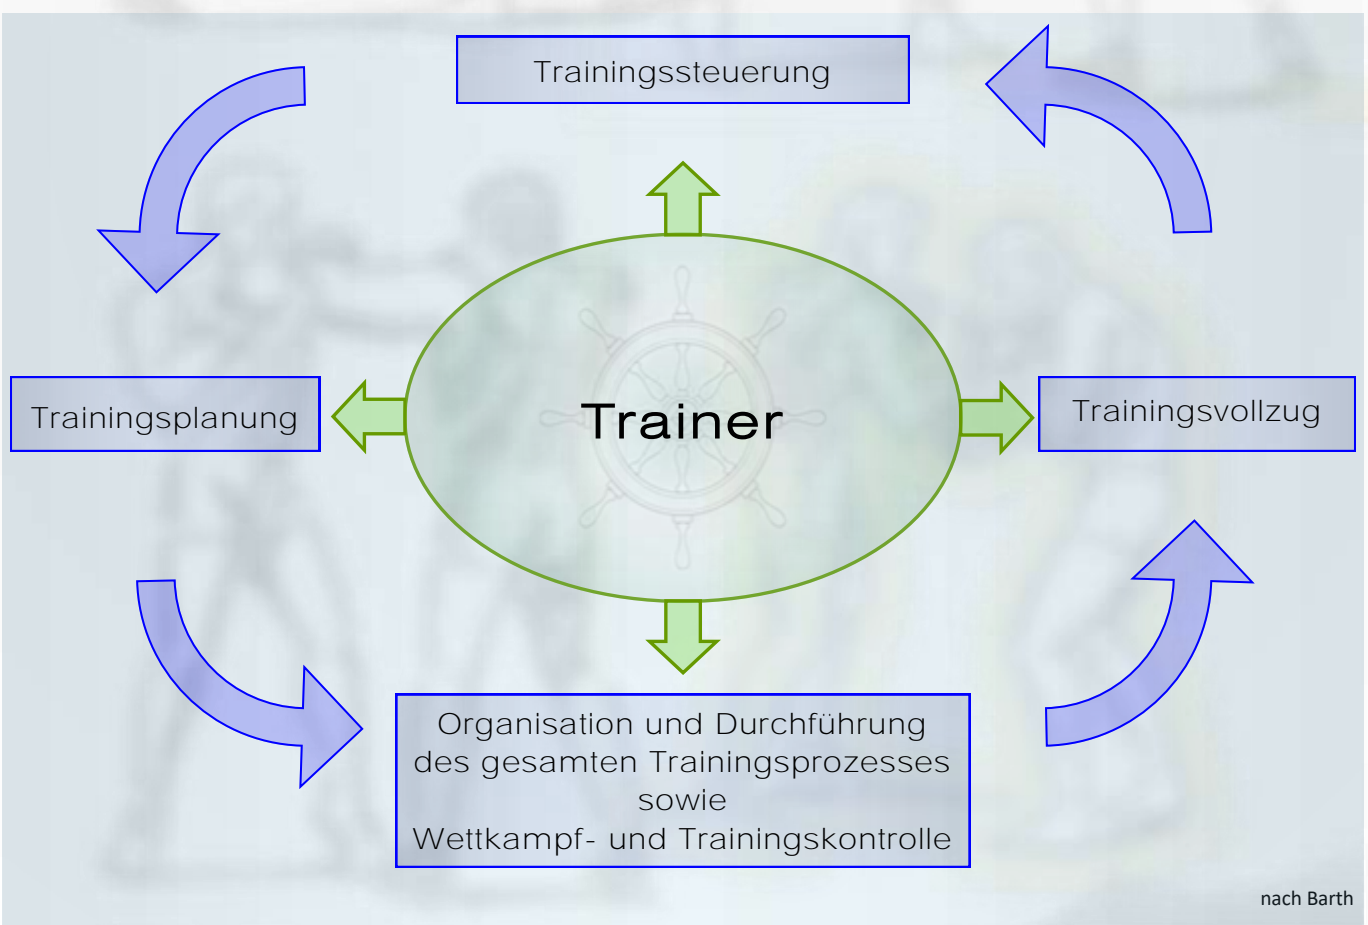 Trainingssteuerung
Trainingsplanung
Trainer
Trainingsvollzug
Organisation und Durchführung
des gesamten Trainingsprozesses
sowie
Wettkampf- und Trainingskontrolle
nach Barth